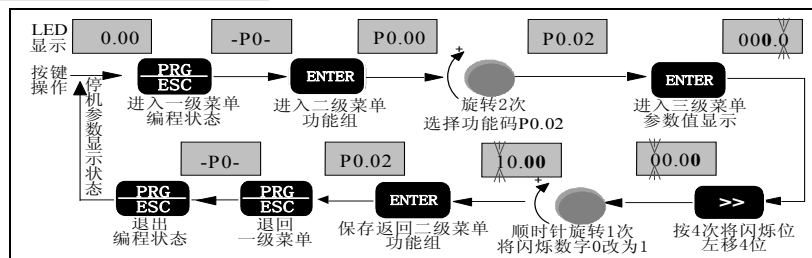 LED 显示
0.00
-P0-
P0.00
P0.02
000.0
按键操作
PRG
ESC
ENTER
ENTER
进入一级菜单
编程状态
进入二级菜单
功能组
旋转2次
选择功能码P0.02
进入三级菜单
参数值显示
停机参数显示状态
-P0-
P0.02
10.00
00.00
PRG
ESC
PRG
ESC
ENTER
>>
退出
编程状态
退回
一级菜单
保存返回二级菜单
功能组
顺时针旋转1次
将闪烁数字0改为1
按4次将闪烁位
左移4位